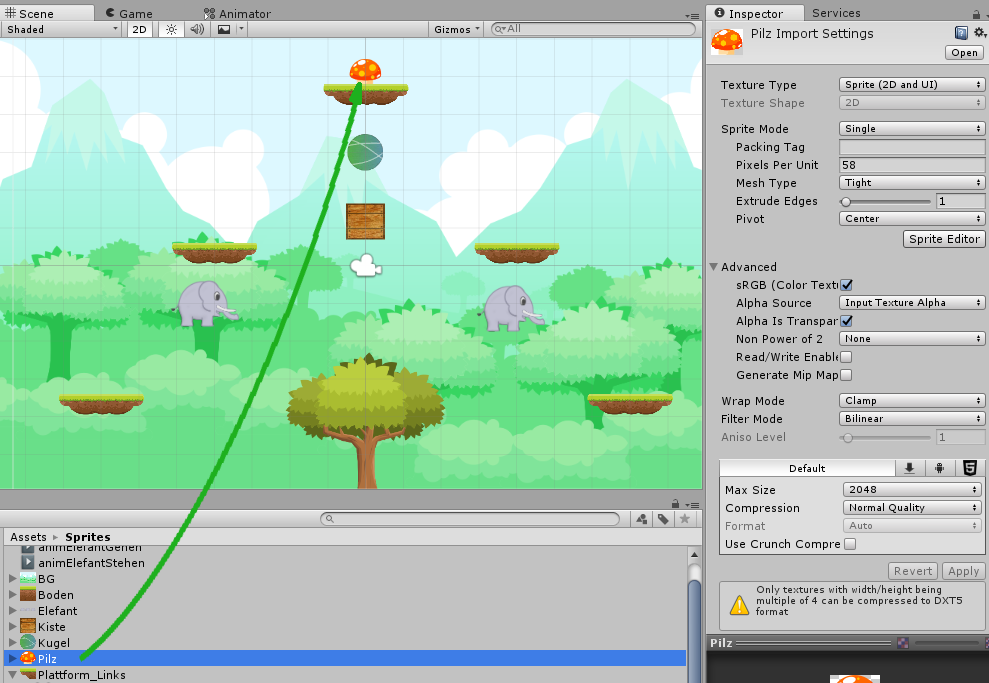 Scene
Game
Animator
Shaded
2D
Gizmos
All
Assets
Sprites
animElefantGehen
animElefantStehen
BG
Boden
Elefant
Kiste
Kugel
Pilz
Plattform_Links
Inspector
Services
Pilz Import Settings
Open
Texture Type Sprite (2D and UI)
Texture Shape 2D
Sprite Mode Single
Packing Tag
Pixels Per Unit 58
Mesh Type Tight
Extrude Edges 1
Pivot Center
Sprite Editor
Advanced
sRGB (Color Text
Alpha Source Input Texture Alpha
Alpha Is Transpar
Non Power of 2 None
Read/Write Enable
Generate Mip Map
Wrap Mode Clamp
Filter Mode Bilinear
Aniso Level 1
Default
Max Size 2048
Compression Normal Quality
Format Auto
Use Crunch Compre
Revert Apply
Only textures with width/height being
multiple of 4 can be compressed to DXT5
format
Pilz